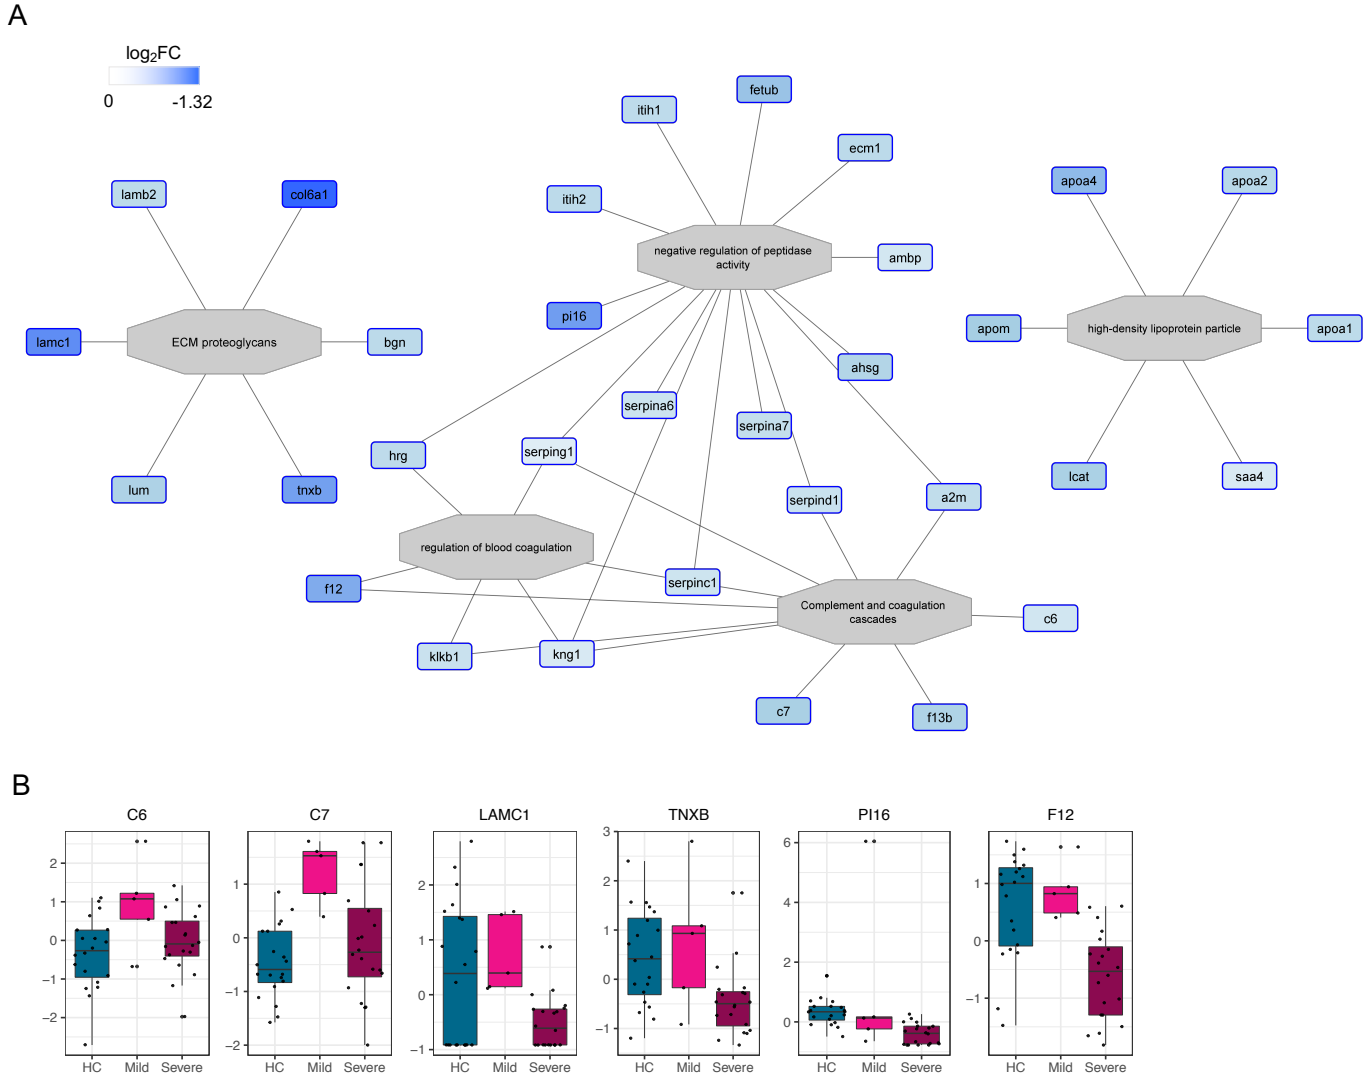 A
log₂FC
0
-1.32
fetub
itih1
ecm1
lamb2
col6a1
apoa4
apoa2
itih2
negative regulation of peptidase
activity
ambp
pi16
lamc1
ECM proteoglycans
bgn
apom
high-density lipoprotein particle
apoa1
ahsg
serpina6
serpina7
hrg
serping1
lum
tnxb
lcat
saa4
serpind1
a2m
regulation of blood coagulation
f12
serpinc1
Complement and coagulation
cascades
c6
klkb1
kng1
c7
f13b
B
C6
2
1
0
−1
−2
HC
Mild
Severe
C7
1
0
−1
−2
HC
Mild
Severe
LAMC1
2
1
0
−1
HC
Mild
Severe
TNXB
3
2
1
0
−1
HC
Mild
Severe
PI16
6
4
2
0
HC
Mild
Severe
F12
1
0
−1
HC
Mild
Severe